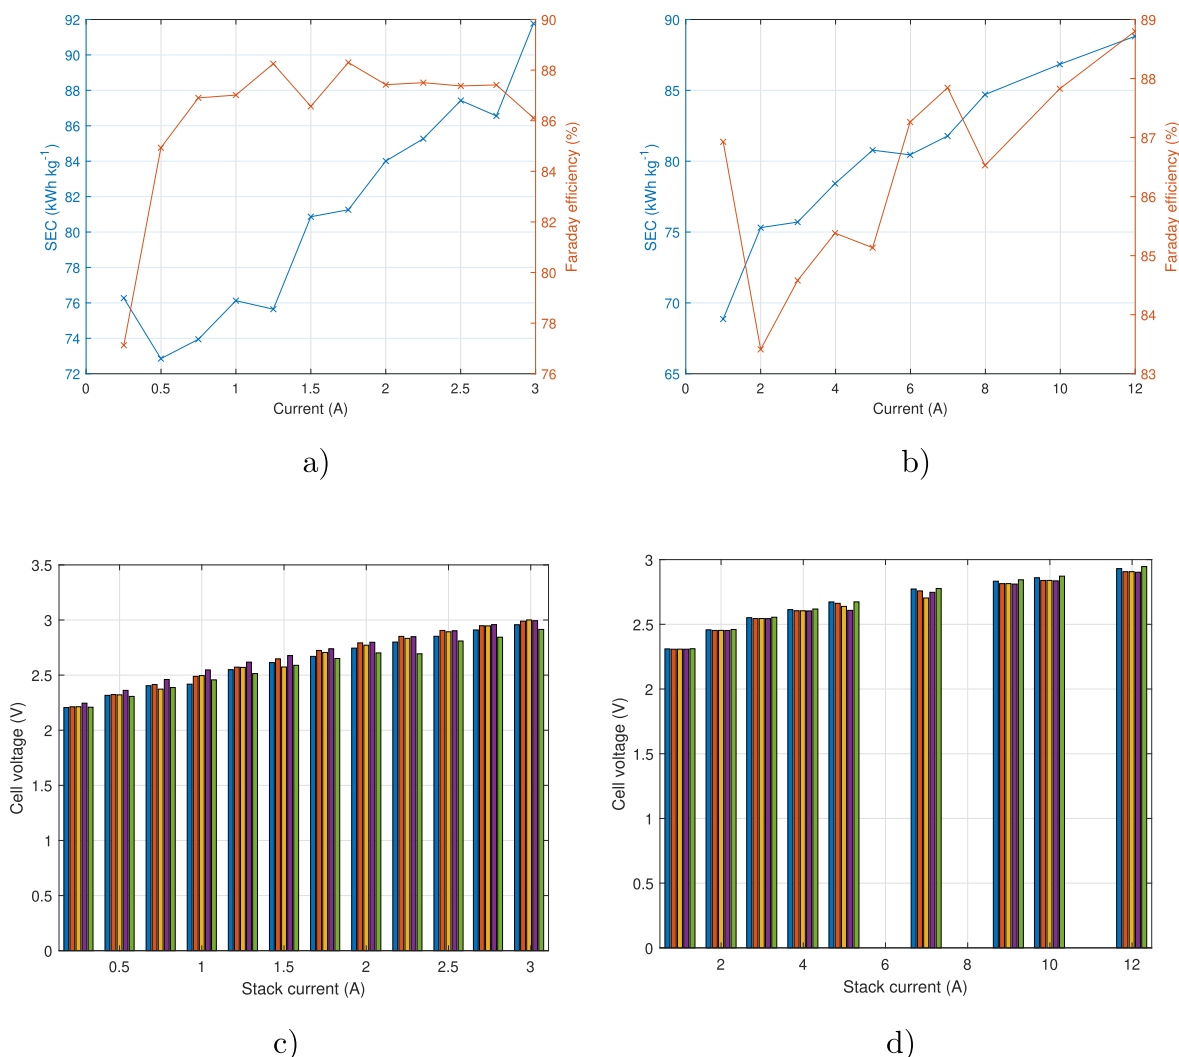 92
90
88
86
84
82
80
78
76
74
72
SEC (kWh kg-1)
90
88
86
84
82
80
78
76
Faraday efficiency (%)
0 0.5 1 1.5 2 2.5 3
Current (A)
a)
90
85
80
75
70
65
SEC (kWh kg-1)
89
88
87
86
85
84
83
Faraday efficiency (%)
0 2 4 6 8 10 12
Current (A)
b)
3.5
3
2.5
2
1.5
1
0.5
0
Cell voltage (V)
0.5 1 1.5 2 2.5 3
Stack current (A)
c)
3
2.5
2
1.5
1
0.5
0
Cell voltage (V)
2 4 6 8 10 12
Stack current (A)
d)